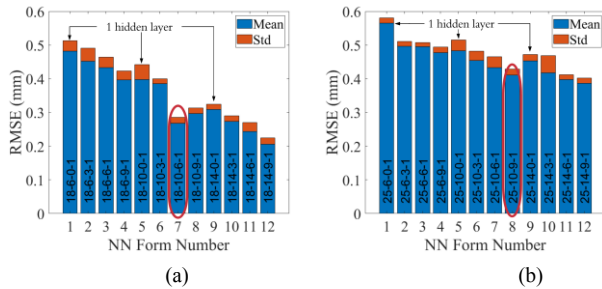 0.6
0.5
0.4
0.3
0.2
0.1
0
RMSE (mm)
1 hidden layer
Mean
Std
18-6-0-1
18-6-3-1
18-6-6-1
18-6-9-1
18-10-0-1
18-10-3-1
18-10-6-1
18-10-9-1
18-14-0-1
18-14-3-1
18-14-6-1
18-14-9-1
1 2 3 4 5 6 7 8 9 10 11 12
NN Form Number
(a)
0.6
0.5
0.4
0.3
0.2
0.1
0
RMSE (mm)
1 hidden layer
Mean
Std
25-6-0-1
25-6-3-1
25-6-6-1
25-6-9-1
25-10-0-1
25-10-3-1
25-10-6-1
25-10-9-1
25-14-0-1
25-14-3-1
25-14-6-1
25-14-9-1
1 2 3 4 5 6 7 8 9 10 11 12
NN Form Number
(b)